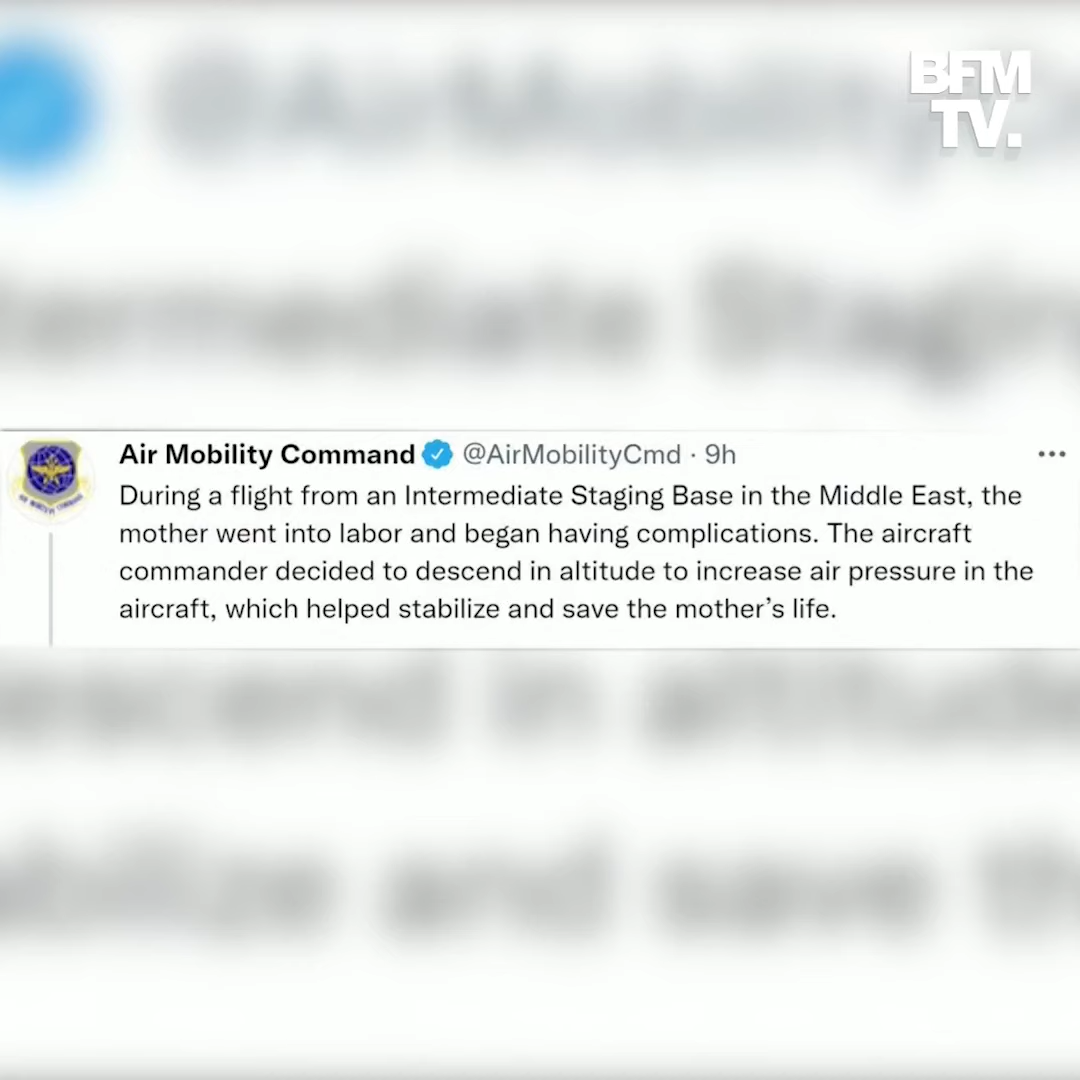 BFM
TV.
Air Mobility Command @AirMobilityCmd · 9h
During a flight from an Intermediate Staging Base in the Middle East, the
mother went into labor and began having complications. The aircraft
commander decided to descend in altitude to increase air pressure in the
aircraft, which helped stabilize and save the mother’s life.